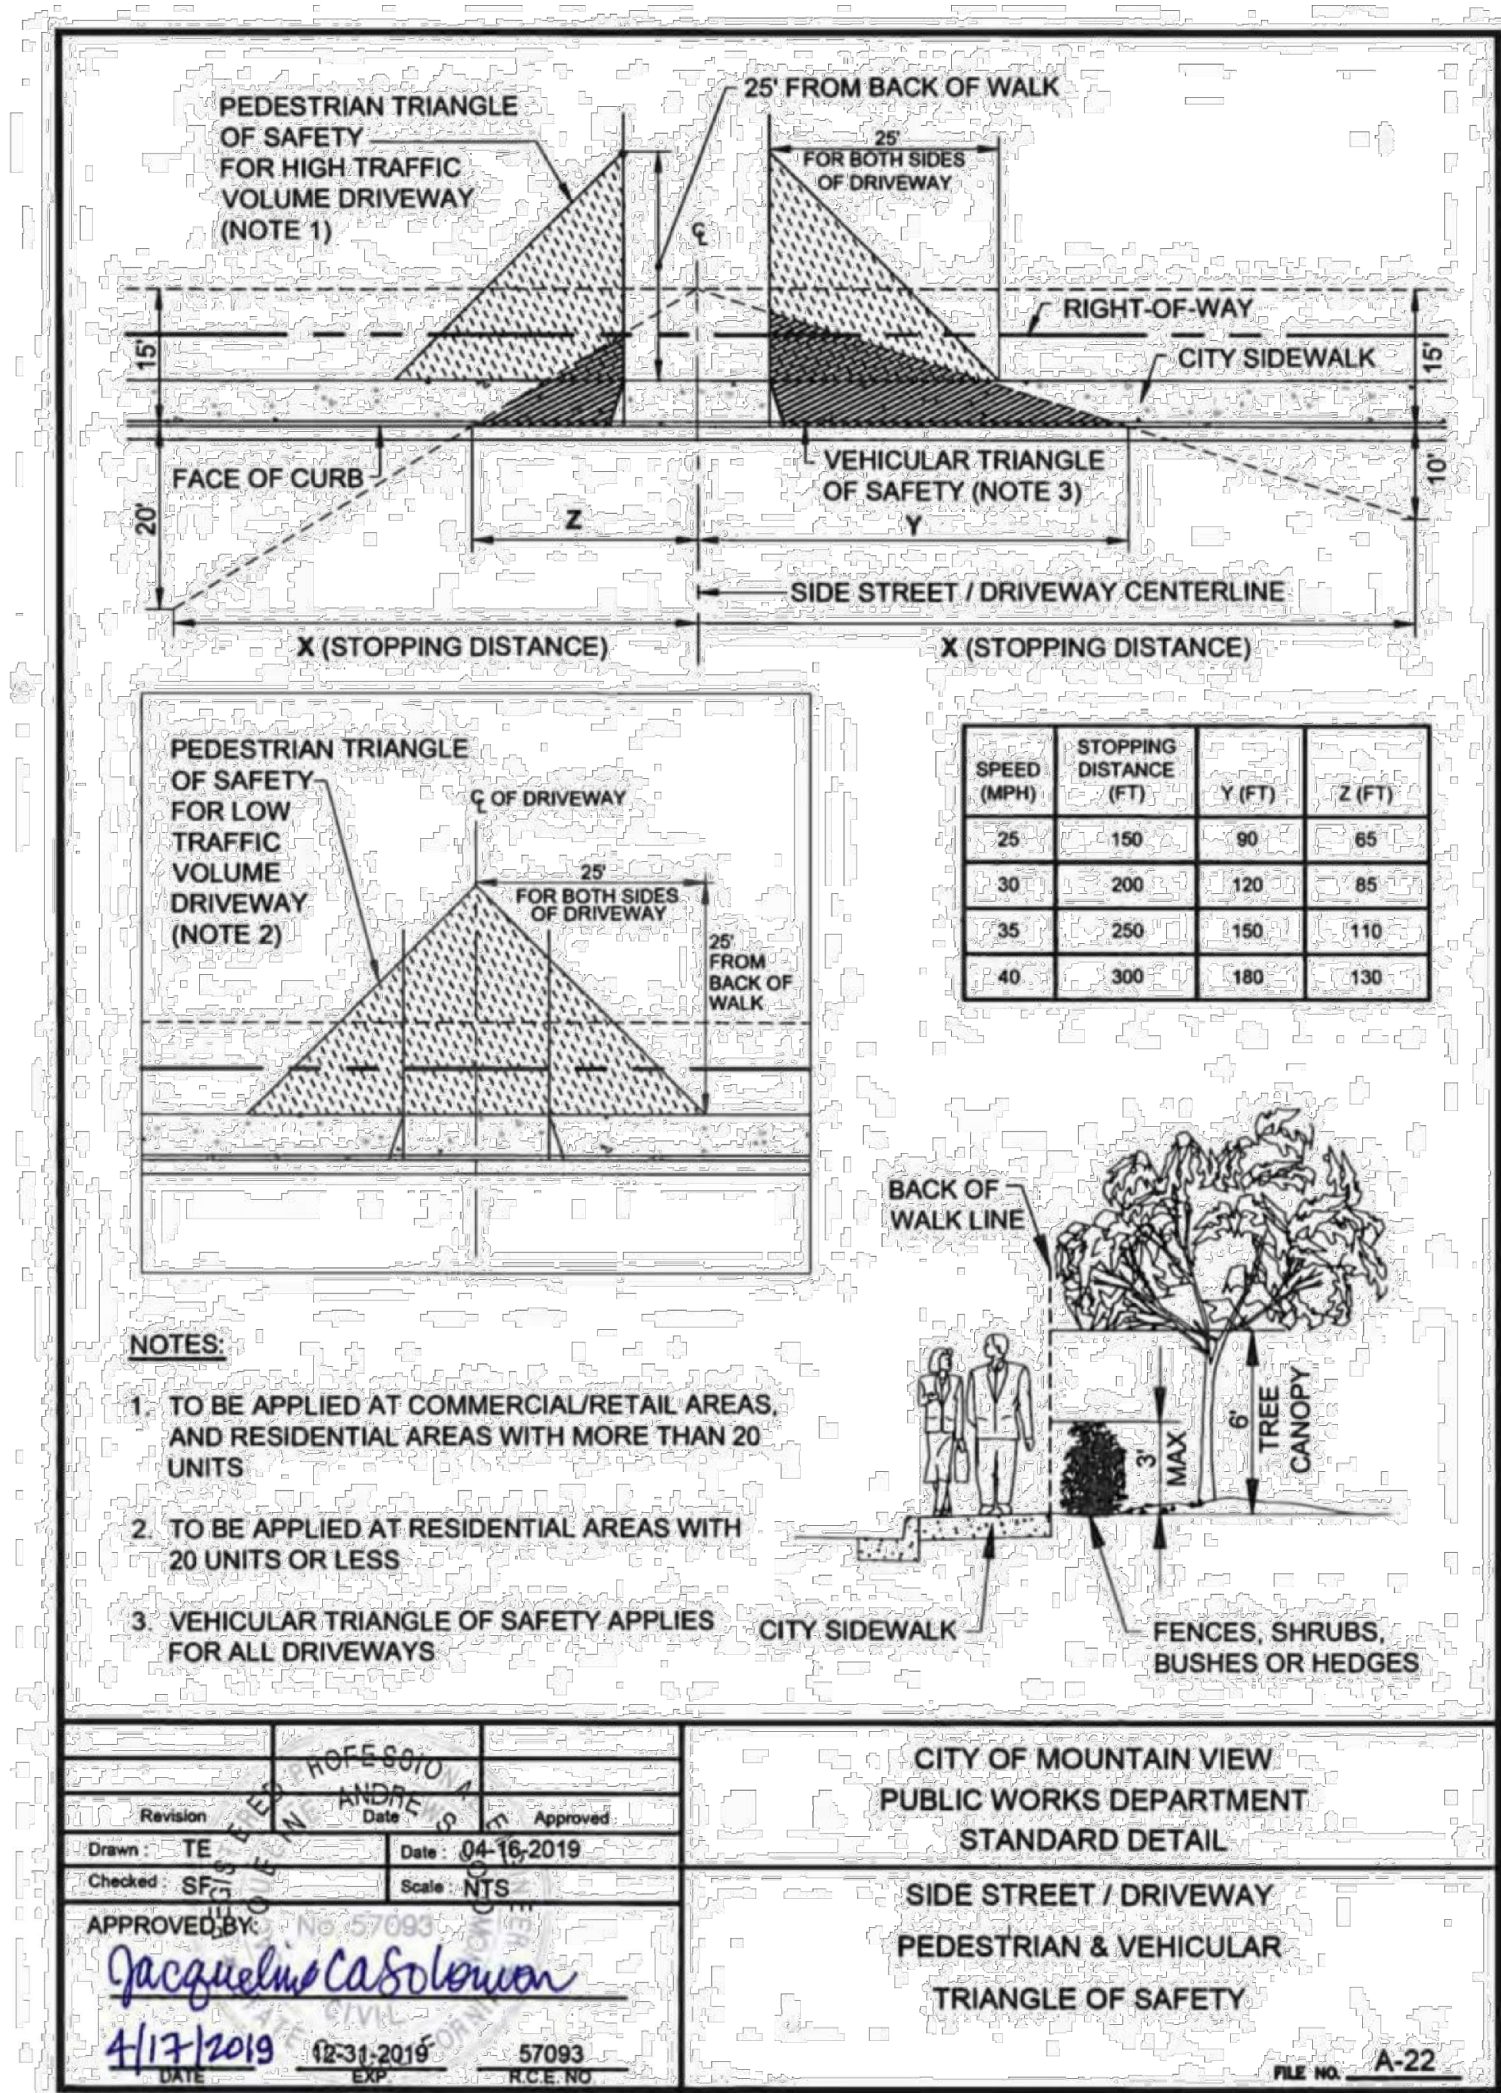 PEDESTRIAN TRIANGLE
OF SAFETY
FOR HIGH TRAFFIC
VOLUME DRIVEWAY
(NOTE 1)
25' FROM BACK OF WALK
25'
FOR BOTH SIDES
OF DRIVEWAY
℄
RIGHT-OF-WAY
CITY SIDEWALK
15'
15'
FACE OF CURB
VEHICULAR TRIANGLE
OF SAFETY (NOTE 3)
20'
10'
Z
Y
SIDE STREET / DRIVEWAY CENTERLINE
X (STOPPING DISTANCE)
X (STOPPING DISTANCE)
PEDESTRIAN TRIANGLE
OF SAFETY
FOR LOW
TRAFFIC
VOLUME
DRIVEWAY
(NOTE 2)
℄ OF DRIVEWAY
25'
FOR BOTH SIDES
OF DRIVEWAY
25'
FROM
BACK OF
WALK
SPEED (MPH) STOPPING DISTANCE (FT) Y (FT) Z (FT)
25 150 90 65
30 200 120 85
35 250 150 110
40 300 180 130
BACK OF
WALK LINE
3'
MAX
6'
TREE
CANOPY
CITY SIDEWALK
FENCES, SHRUBS,
BUSHES OR HEDGES
NOTES:
1. TO BE APPLIED AT COMMERCIAL/RETAIL AREAS,
AND RESIDENTIAL AREAS WITH MORE THAN 20
UNITS
2. TO BE APPLIED AT RESIDENTIAL AREAS WITH
20 UNITS OR LESS
3. VEHICULAR TRIANGLE OF SAFETY APPLIES
FOR ALL DRIVEWAYS
Revision Date Approved
Drawn : TE Date : 04-16-2019
Checked : SF Scale : NTS
APPROVED BY:
No. 57093
CIVIL
Jacqueline A Solomon
4/17/2019 12-31-2019 57093
DATE EXP. R.C.E. NO
CITY OF MOUNTAIN VIEW
PUBLIC WORKS DEPARTMENT
STANDARD DETAIL
SIDE STREET / DRIVEWAY
PEDESTRIAN & VEHICULAR
TRIANGLE OF SAFETY
FILE NO. A-22